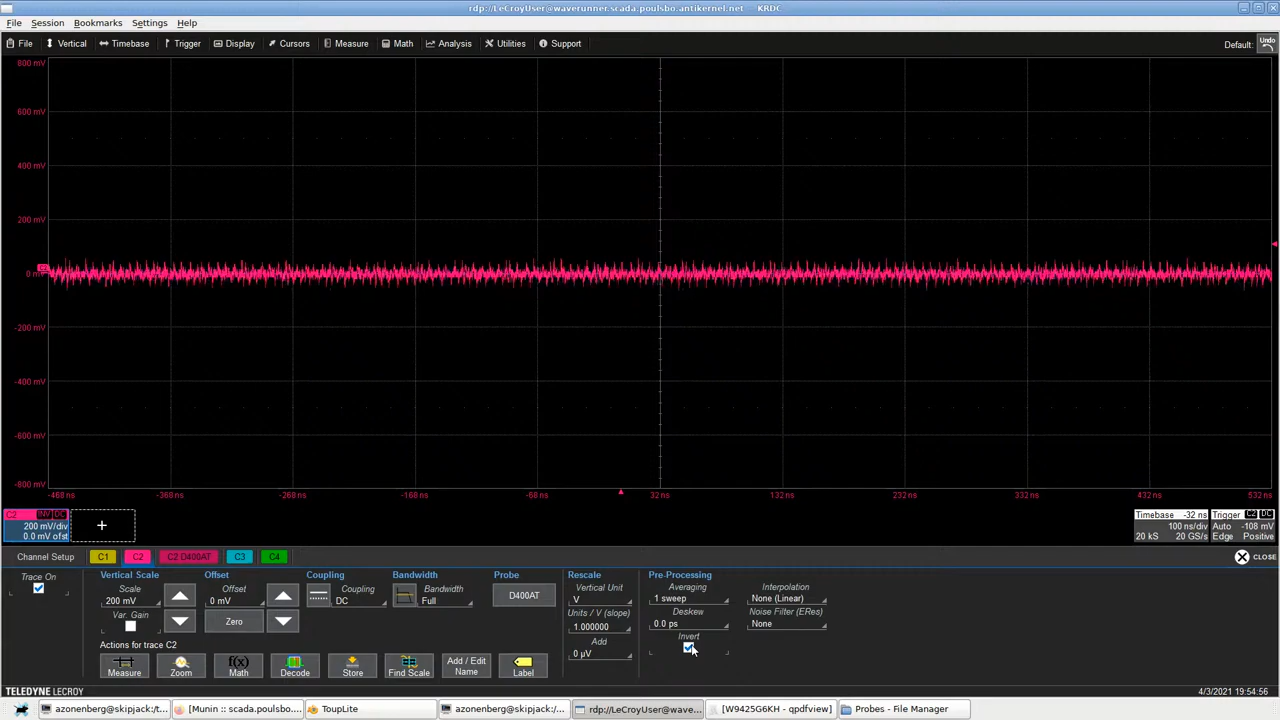 rdp://LeCroyUser@waverunner.scada.poulsbo.antikernel.net - KRDC
File Session Bookmarks Settings Help
File Vertical Timebase Trigger Display Cursors Measure Math Analysis Utilities Support Default: Undo
800 mV
600 mV
400 mV
200 mV
C2
-200 mV
-400 mV
-600 mV
-800 mV
-468 ns -368 ns -268 ns -168 ns -68 ns 32 ns 132 ns 232 ns 332 ns 432 ns 532 ns
C2 INV DC
200 mV/div
0.0 mV ofst
+
Timebase -32 ns
100 ns/div
20 kS 20 GS/s
Trigger C2 DC
Auto -108 mV
Edge Positive
Channel Setup C1 C2 C2 D400AT C3 C4 CLOSE
Trace On
Vertical Scale
Scale
200 mV
Var. Gain
Offset
Offset
0 mV
Zero
Coupling
Coupling
DC
Bandwidth
Bandwidth
Full
Probe
D400AT
Rescale
Vertical Unit
V
Units / V (slope)
1.000000
Add
0 µV
Pre-Processing
Averaging
1 sweep
Deskew
0.0 ps
Invert
Interpolation
None (Linear)
Noise Filter (ERes)
None
Actions for trace C2
Measure
Zoom
f(x)
Math
Decode
Store
Find Scale
Add / Edit
Name
Label
TELEDYNE LECROY 4/3/2021 19:54:56
azonenberg@skipjack:/t... [Munin :: scada.poulsbo.... ToupLite azonenberg@skipjack:/... rdp://LeCroyUser@wave... [W9425G6KH - qpdfview] Probes - File Manager